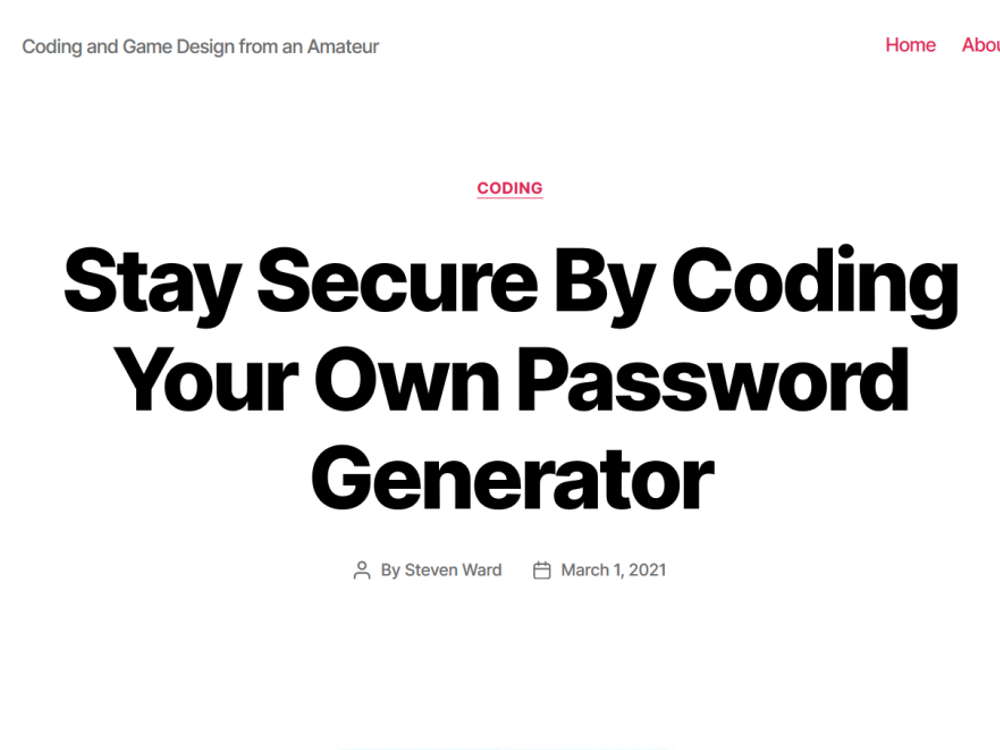 Coding and Game Design from an Amateur
Home
CODING
Stay Secure By Coding
Your Own Password
Generator
By Steven Ward
March 1, 2021